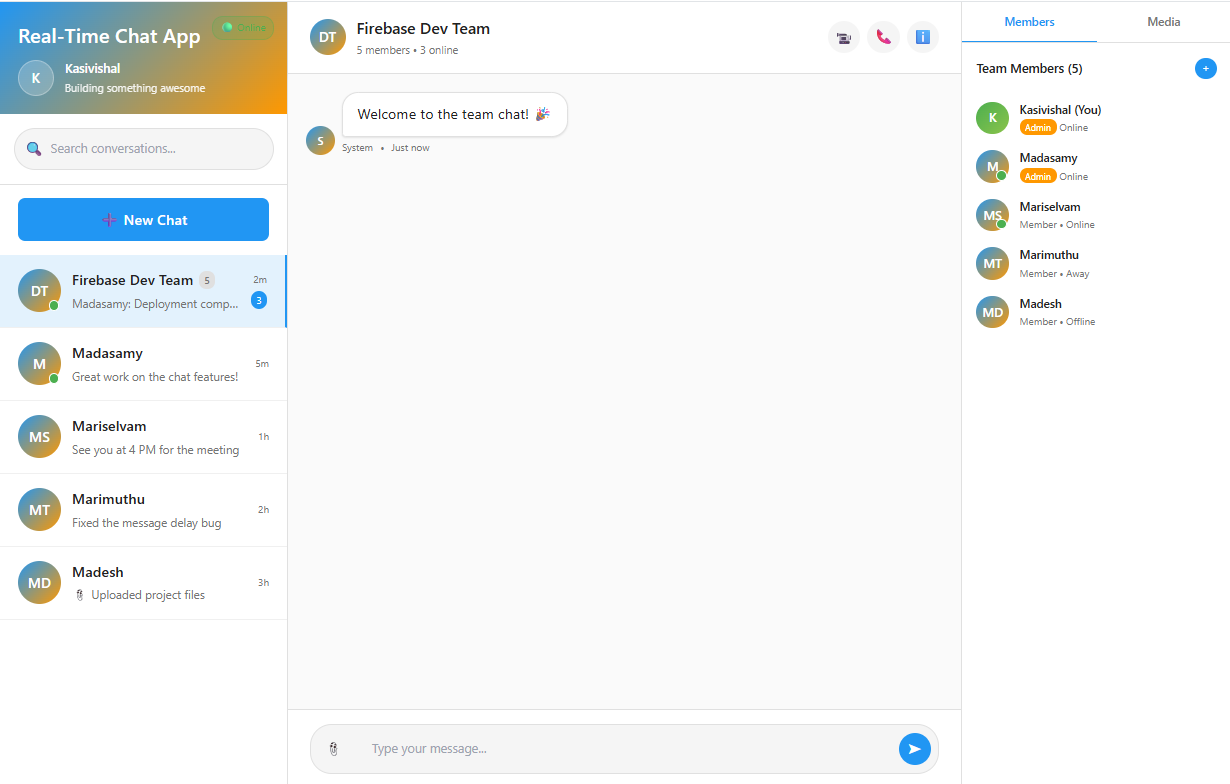 Real-Time Chat App
Online
K
Kasivishal
Building something awesome
Search conversations...
New Chat
DT
Firebase Dev Team 5
2m
Madasamy: Deployment comp...
3
M
Madasamy
Great work on the chat features!
5m
MS
Mariselvam
See you at 4 PM for the meeting
1h
MT
Marimuthu
Fixed the message delay bug
2h
MD
Madesh
Uploaded project files
3h
DT
Firebase Dev Team
5 members • 3 online
Welcome to the team chat! 🎉
S
System • Just now
Type your message...
Members
Media
Team Members (5)
+
K
Kasivishal (You)
Admin Online
M
Madasamy
Admin Online
MS
Mariselvam
Member • Online
MT
Marimuthu
Member • Away
MD
Madesh
Member • Offline